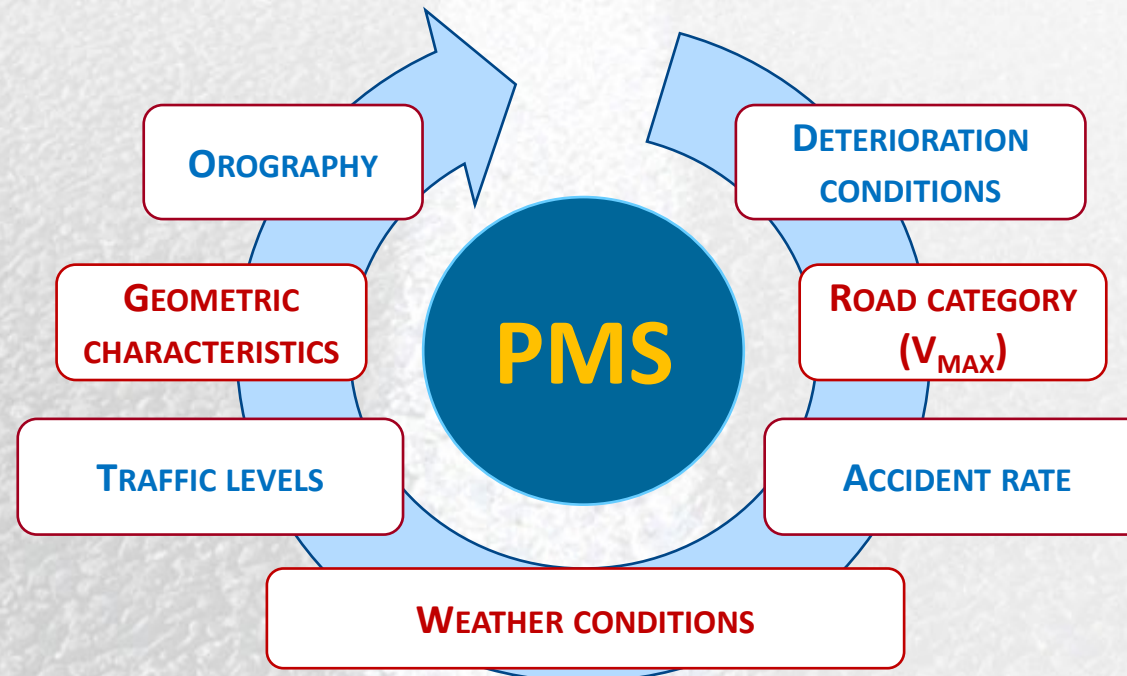 OROGRAPHY
DETERIORATION
CONDITIONS
GEOMETRIC
CHARACTERISTICS
PMS
ROAD CATEGORY
(VMAX)
TRAFFIC LEVELS
ACCIDENT RATE
WEATHER CONDITIONS